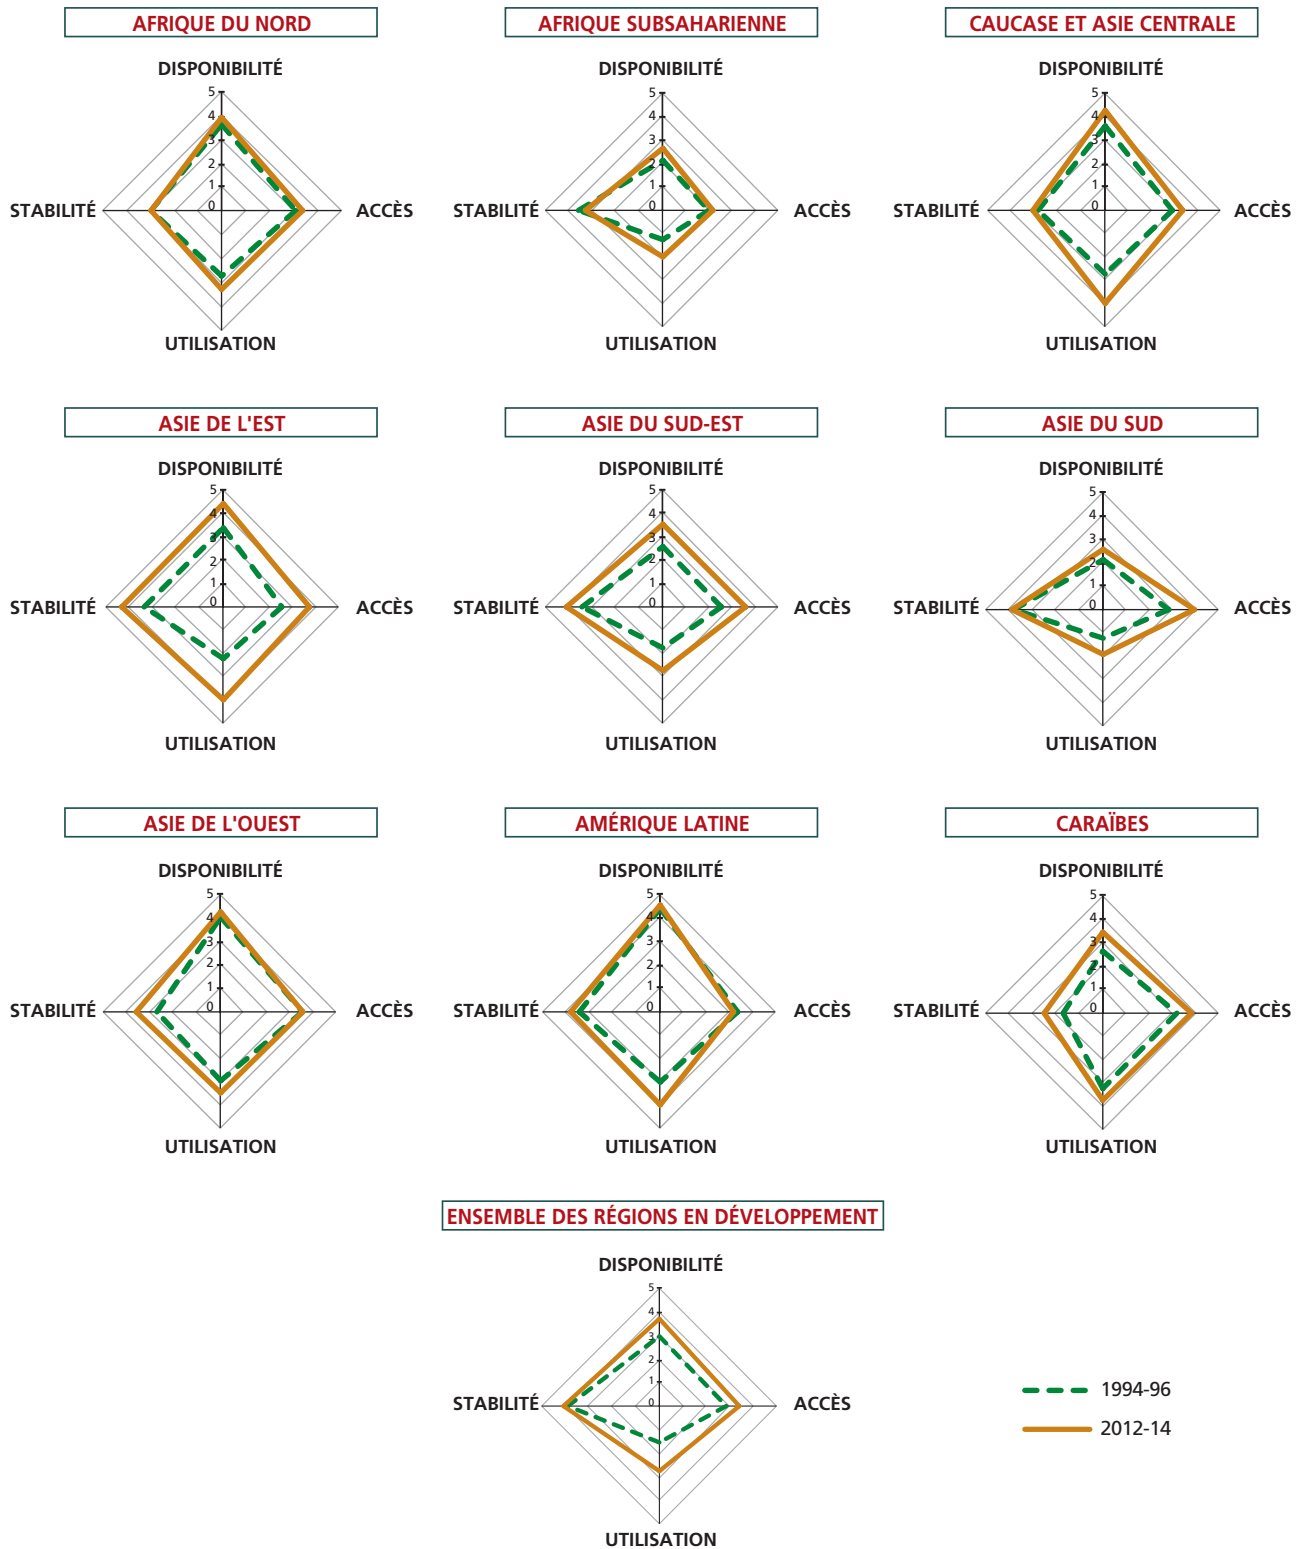 AFRIQUE DU NORD
DISPONIBILITÉ
5
4
3
2
1
0
STABILITÉ
ACCÈS
UTILISATION
AFRIQUE SUBSAHARIENNE
DISPONIBILITÉ
5
4
3
2
1
0
STABILITÉ
ACCÈS
UTILISATION
CAUCASE ET ASIE CENTRALE
DISPONIBILITÉ
5
4
3
2
1
0
STABILITÉ
ACCÈS
UTILISATION
ASIE DE L'EST
DISPONIBILITÉ
5
4
3
2
1
0
STABILITÉ
ACCÈS
UTILISATION
ASIE DU SUD-EST
DISPONIBILITÉ
5
4
3
2
1
0
STABILITÉ
ACCÈS
UTILISATION
ASIE DU SUD
DISPONIBILITÉ
5
4
3
2
1
0
STABILITÉ
ACCÈS
UTILISATION
ASIE DE L'OUEST
DISPONIBILITÉ
5
4
3
2
1
0
STABILITÉ
ACCÈS
UTILISATION
AMÉRIQUE LATINE
DISPONIBILITÉ
5
4
3
2
1
0
STABILITÉ
ACCÈS
UTILISATION
CARAÏBES
DISPONIBILITÉ
5
4
3
2
1
0
STABILITÉ
ACCÈS
UTILISATION
ENSEMBLE DES RÉGIONS EN DÉVELOPPEMENT
DISPONIBILITÉ
5
4
3
2
1
0
STABILITÉ
ACCÈS
UTILISATION
1994-96
2012-14